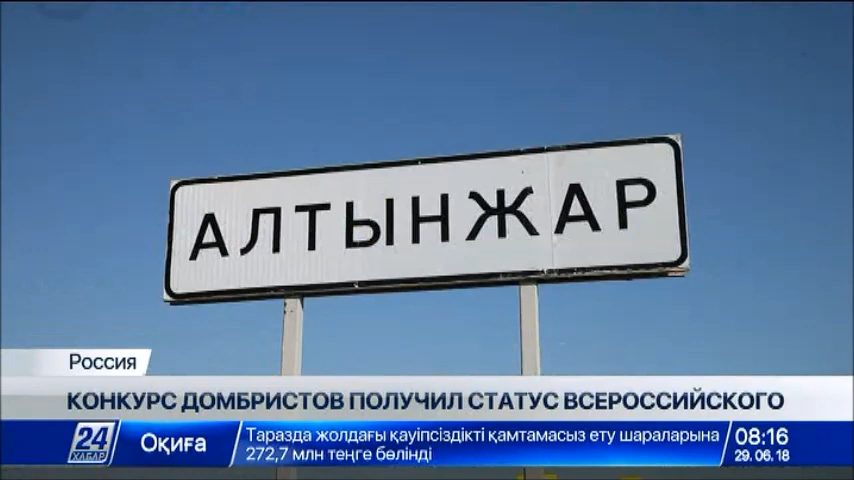 АЛТЫНЖАР
Россия
КОНКУРС ДОМБРИСТОВ ПОЛУЧИЛ СТАТУС ВСЕРОССИЙСКОГО
24 ХАБАР
Оқиға
Таразда жолдағы қауіпсіздікті қамтамасыз ету шараларына
272,7 млн теңге бөлінді
08:16
29.06.18